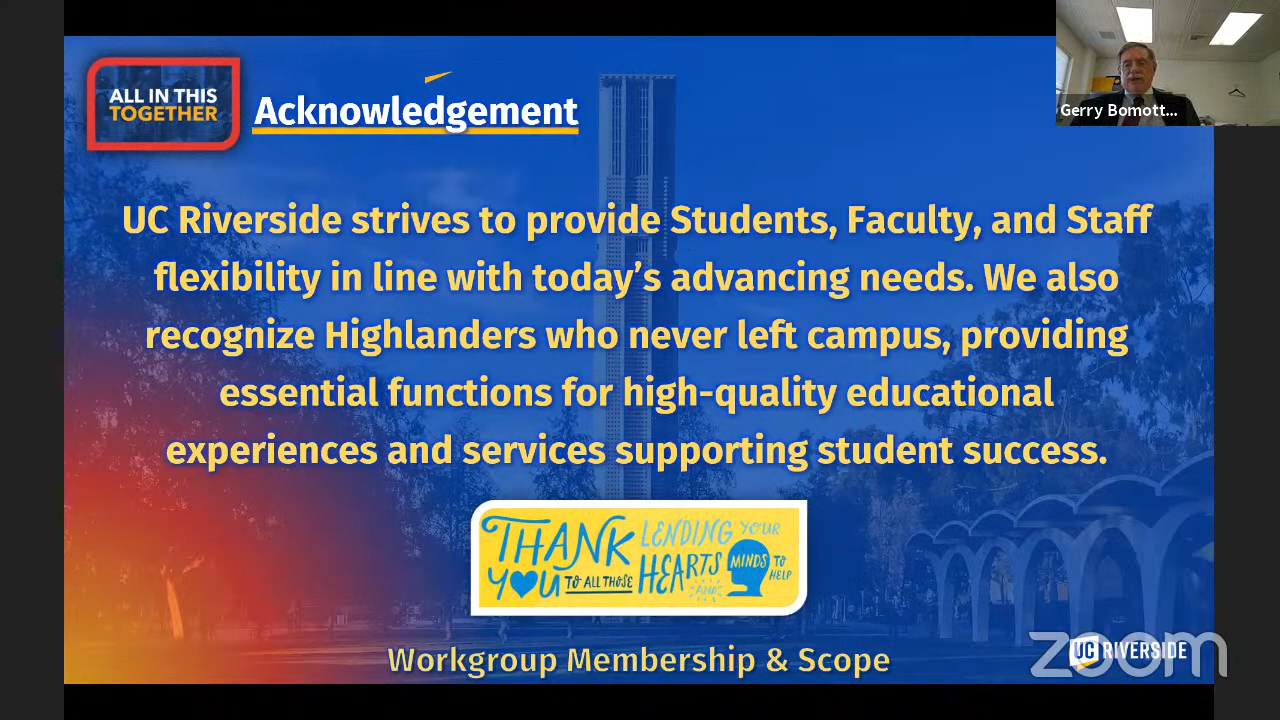 ALL IN THIS
TOGETHER
Acknowledgement
Gerry Bomott...
UC Riverside strives to provide Students, Faculty, and Staff
flexibility in line with today’s advancing needs. We also
recognize Highlanders who never left campus, providing
essential functions for high-quality educational
experiences and services supporting student success.
THANK
YOU TO ALL THOSE
LENDING YOUR
HEARTS AND MINDS TO
HELP
Workgroup Membership & Scope
UC RIVERSIDE
zoom